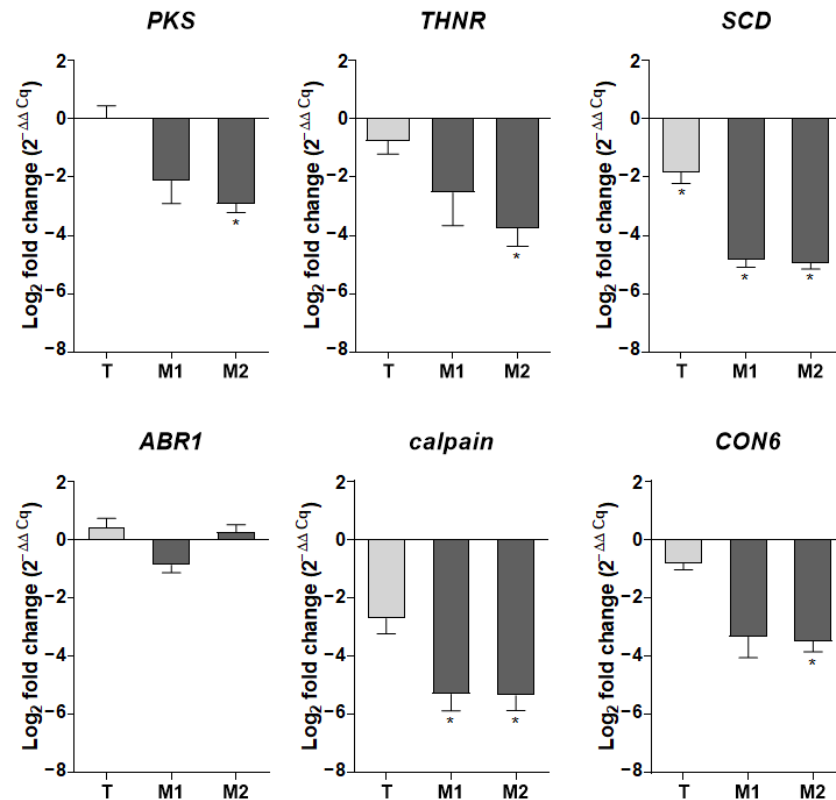 PKS
THNR
SCD
Log2 fold change (2^-ΔΔCq)
2
0
−2
−4
−6
−8
T M1 M2
*
Log2 fold change (2^-ΔΔCq)
2
0
−2
−4
−6
−8
T M1 M2
*
Log2 fold change (2^-ΔΔCq)
2
0
−2
−4
−6
−8
T M1 M2
* * *
ABR1
calpain
CON6
Log2 fold change (2^-ΔΔCq)
2
0
−2
−4
−6
−8
T M1 M2
Log2 fold change (2^-ΔΔCq)
2
0
−2
−4
−6
−8
T M1 M2
* *
Log2 fold change (2^-ΔΔCq)
2
0
−2
−4
−6
−8
T M1 M2
*